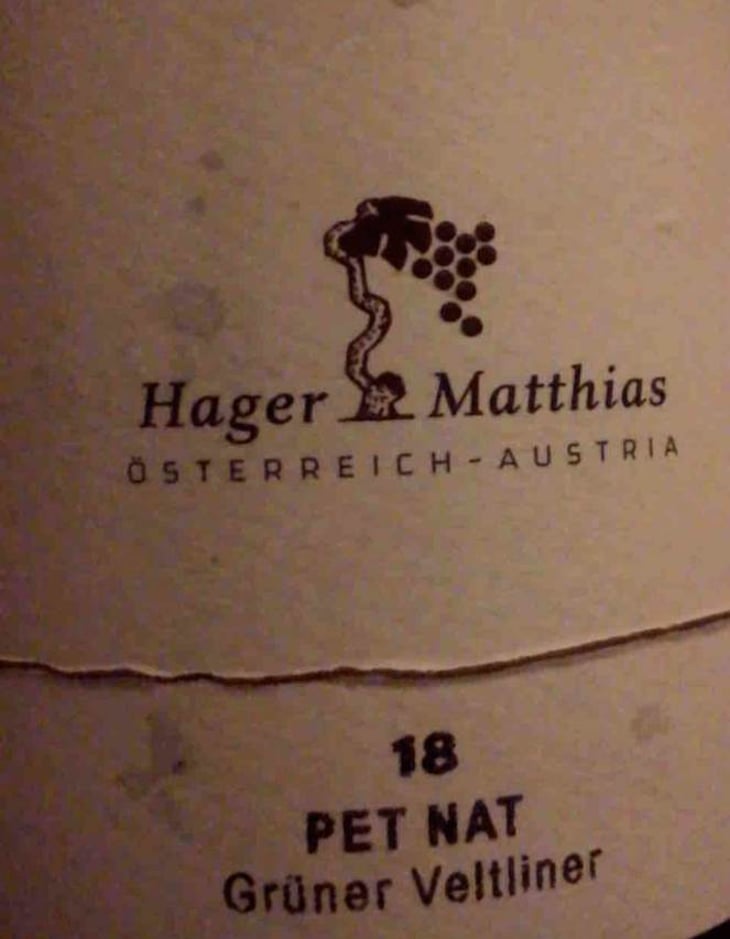 Hager Matthias
ÖSTERREICH-AUSTRIA
18
PET NAT
Grüner Veltliner